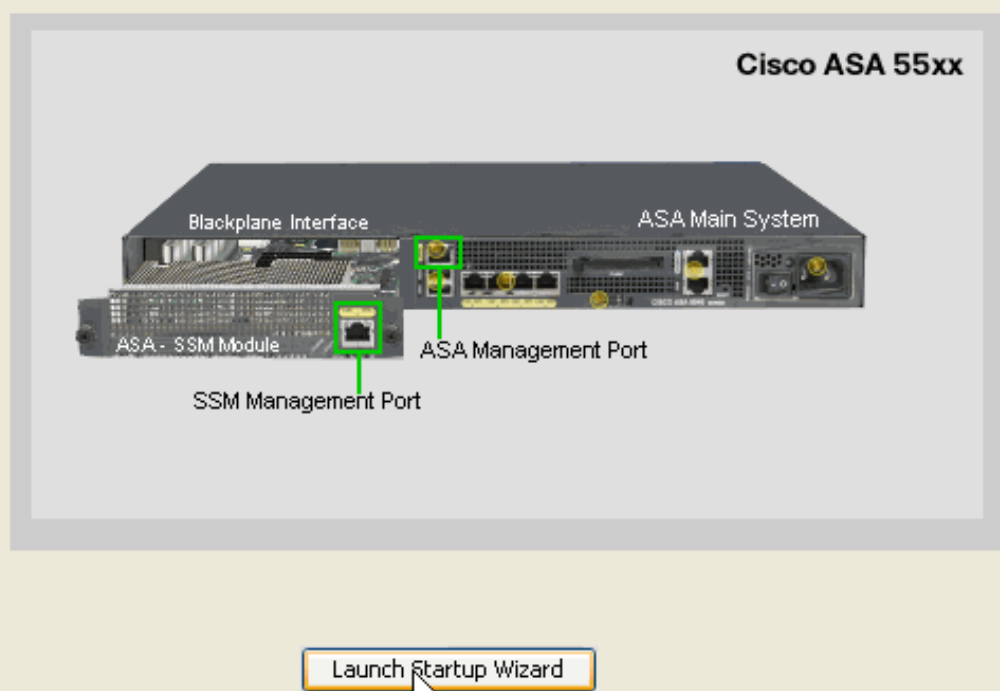 Cisco ASA 55xx
Blackplane Interface
ASA Main System
ASA - SSM Module
ASA Management Port
SSM Management Port
Launch Startup Wizard